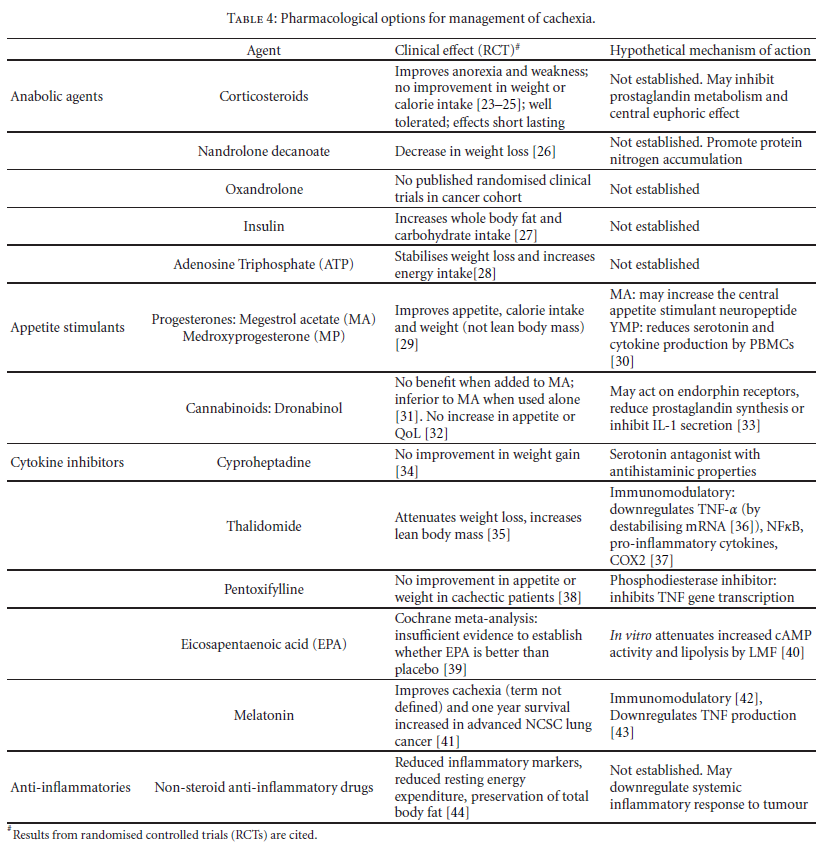 TABLE 4: Pharmacological options for management of cachexia.
Agent
Clinical effect (RCT)#
Hypothetical mechanism of action
Anabolic agents
Corticosteroids
Improves anorexia and weakness;
no improvement in weight or
calorie intake [23–25]; well
tolerated; effects short lasting
Not established. May inhibit
prostaglandin metabolism and
central euphoric effect
Nandrolone decanoate
Decrease in weight loss [26]
Not established. Promote protein
nitrogen accumulation
Oxandrolone
No published randomised clinical
trials in cancer cohort
Not established
Insulin
Increases whole body fat and
carbohydrate intake [27]
Not established
Adenosine Triphosphate (ATP)
Stabilises weight loss and increases
energy intake[28]
Not established
Appetite stimulants
Progesterones: Megestrol acetate (MA)
Medroxyprogesterone (MP)
Improves appetite, calorie intake
and weight (not lean body mass)
[29]
MA: may increase the central
appetite stimulant neuropeptide
YMP: reduces serotonin and
cytokine production by PBMCs
[30]
Cannabinoids: Dronabinol
No benefit when added to MA;
inferior to MA when used alone
[31]. No increase in appetite or
QoL [32]
May act on endorphin receptors,
reduce prostaglandin synthesis or
inhibit IL-1 secretion [33]
Cytokine inhibitors
Cyproheptadine
No improvement in weight gain
[34]
Serotonin antagonist with
antihistaminic properties
Thalidomide
Attenuates weight loss, increases
lean body mass [35]
Immunomodulatory:
downregulates TNF-α (by
destabilising mRNA [36]), NFκB,
pro-inflammatory cytokines,
COX2 [37]
Pentoxifylline
No improvement in appetite or
weight in cachectic patients [38]
Phosphodiesterase inhibitor:
inhibits TNF gene transcription
Eicosapentaenoic acid (EPA)
Cochrane meta-analysis:
insufficient evidence to establish
whether EPA is better than
placebo [39]
In vitro attenuates increased cAMP
activity and lipolysis by LMF [40]
Melatonin
Improves cachexia (term not
defined) and one year survival
increased in advanced NCSC lung
cancer [41]
Immunomodulatory [42],
Downregulates TNF production
[43]
Anti-inflammatories
Non-steroid anti-inflammatory drugs
Reduced inflammatory markers,
reduced resting energy
expenditure, preservation of total
body fat [44]
Not established. May
downregulate systemic
inflammatory response to tumour
#Results from randomised controlled trials (RCTs) are cited.